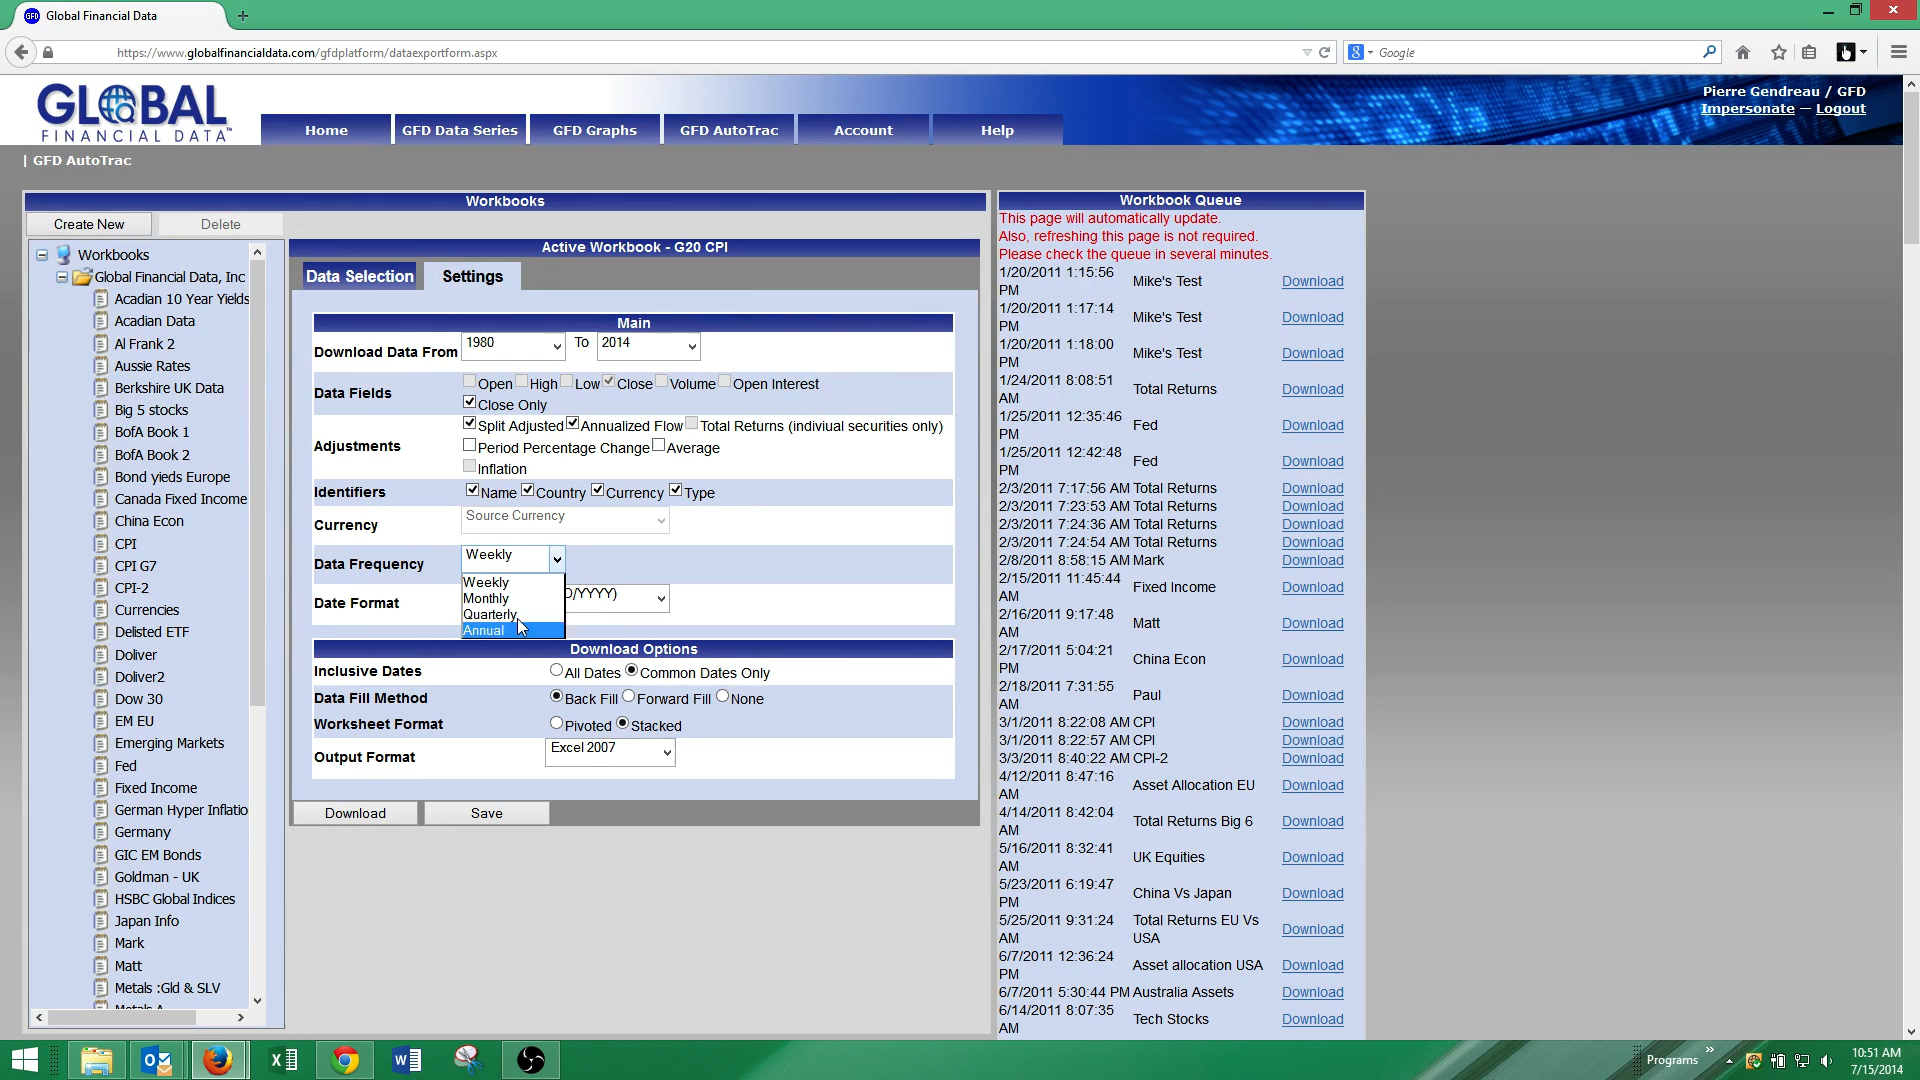 GFD Global Financial Data
https://www.globalfinancialdata.com/gfdplatform/dataexportform.aspx
Google
GLOBAL
FINANCIAL DATA
Pierre Gendreau / GFD
Impersonate — Logout
Home GFD Data Series GFD Graphs GFD AutoTrac Account Help
| GFD AutoTrac
Workbooks
Create New Delete
Workbooks
Global Financial Data, Inc
Acadian 10 Year Yields
Acadian Data
Al Frank 2
Aussie Rates
Berkshire UK Data
Big 5 stocks
BofA Book 1
BofA Book 2
Bond yieds Europe
Canada Fixed Income
China Econ
CPI
CPI G7
CPI-2
Currencies
Delisted ETF
Doliver
Doliver2
Dow 30
EM EU
Emerging Markets
Fed
Fixed Income
German Hyper Inflatio
Germany
GIC EM Bonds
Goldman - UK
HSBC Global Indices
Japan Info
Mark
Matt
Metals :Gld & SLV
Active Workbook - G20 CPI
Data Selection Settings
Main
Download Data From 1980 To 2014
Data Fields Open High Low Close Volume Open Interest
Close Only
Adjustments Split Adjusted Annualized Flow Total Returns (indiviual securities only)
Period Percentage Change Average
Inflation
Identifiers Name Country Currency Type
Currency Source Currency
Data Frequency Weekly
Weekly
Monthly
Quarterly
Annual
Date Format D/YYYY)
Download Options
Inclusive Dates All Dates Common Dates Only
Data Fill Method Back Fill Forward Fill None
Worksheet Format Pivoted Stacked
Output Format Excel 2007
Download Save
Workbook Queue
This page will automatically update.
Also, refreshing this page is not required.
Please check the queue in several minutes.
1/20/2011 1:15:56 PM Mike's Test Download
1/20/2011 1:17:14 PM Mike's Test Download
1/20/2011 1:18:00 PM Mike's Test Download
1/24/2011 8:08:51 AM Total Returns Download
1/25/2011 12:35:46 PM Fed Download
1/25/2011 12:42:48 PM Fed Download
2/3/2011 7:17:56 AM Total Returns Download
2/3/2011 7:23:53 AM Total Returns Download
2/3/2011 7:24:36 AM Total Returns Download
2/3/2011 7:24:54 AM Total Returns Download
2/8/2011 8:58:15 AM Mark Download
2/15/2011 11:45:44 AM Fixed Income Download
2/16/2011 9:17:48 AM Matt Download
2/17/2011 5:04:21 PM China Econ Download
2/18/2011 7:31:55 AM Paul Download
3/1/2011 8:22:08 AM CPI Download
3/1/2011 8:22:57 AM CPI Download
3/3/2011 8:40:22 AM CPI-2 Download
4/12/2011 8:47:16 AM Asset Allocation EU Download
4/14/2011 8:42:04 AM Total Returns Big 6 Download
5/16/2011 8:32:41 AM UK Equities Download
5/23/2011 6:19:47 PM China Vs Japan Download
5/25/2011 9:31:24 AM Total Returns EU Vs USA Download
6/7/2011 12:36:24 PM Asset allocation USA Download
6/7/2011 5:30:44 PM Australia Assets Download
6/14/2011 8:07:35 AM Tech Stocks Download
Programs
10:51 AM
7/15/2014